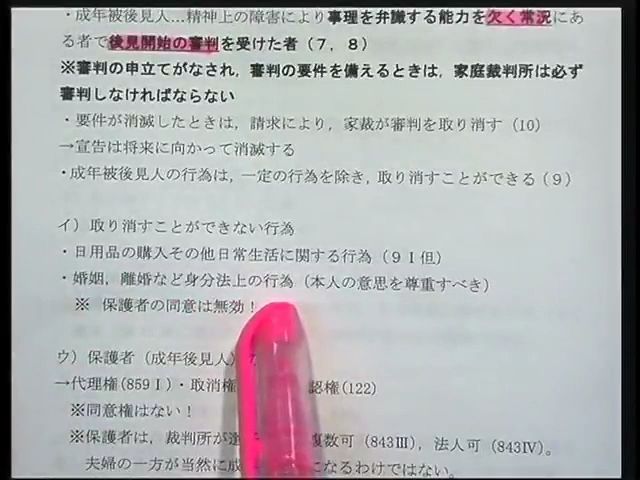 ・成年被後見人…精神上の障害により事理を弁識する能力を欠く常況にあ
る者で後見開始の審判を受けた者（7，8）
※審判の申立てがなされ，審判の要件を備えるときは，家庭裁判所は必ず
審判しなければならない
・要件が消滅したときは，請求により，家裁が審判を取り消す（10）
→宣告は将来に向かって消滅する
・成年被後見人の行為は，一定の行為を除き，取り消すことができる（9）
イ）取り消すことができない行為
・日用品の購入その他日常生活に関する行為（9Ⅰ但）
・婚姻，離婚など身分法上の行為（本人の意思を尊重すべき）
※ 保護者の同意は無効！
ウ）保護者（成年後見人）
→代理権(859Ⅰ)・取消権 認権(122)
※同意権はない！
※保護者は，裁判所が 複数可（843Ⅲ），法人可（843Ⅳ）。
夫婦の一方が当然に成 になるわけではない。